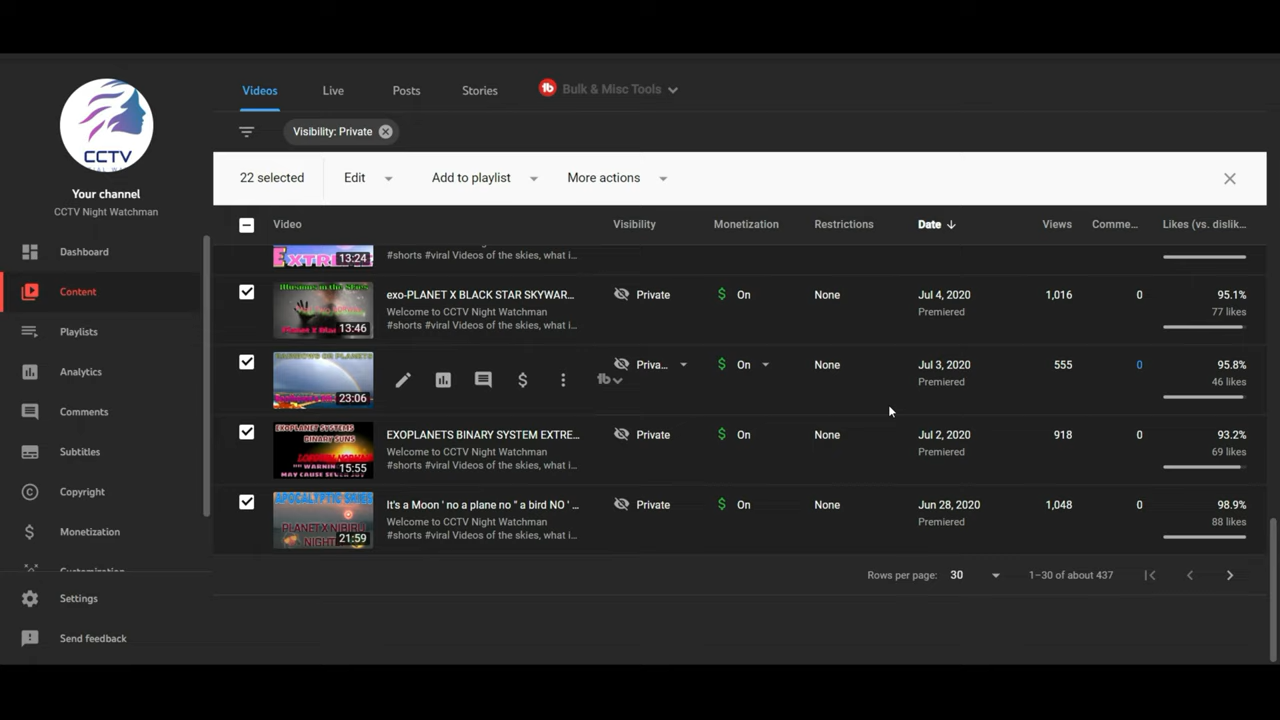 Videos Live Posts Stories Bulk & Misc Tools
Visibility: Private
CCTV
Your channel
CCTV Night Watchman
Dashboard
Content
Playlists
Analytics
Comments
Subtitles
Copyright
Monetization
Settings
Send feedback
22 selected Edit Add to playlist More actions
Video Visibility Monetization Restrictions Date Views Comme... Likes (vs. dislik...
13:24
#shorts #viral Videos of the skies, what i...
13:46
exo-PLANET X BLACK STAR SKYWAR... Private $ On None Jul 4, 2020 1,016 0 95.1%
Welcome to CCTV Night Watchman Premiered 77 likes
#shorts #viral Videos of the skies, what i...
23:06
Priva... $ On None Jul 3, 2020 555 0 95.8%
Premiered 46 likes
EXOPLANET SYSTEMS
BINARY SUNS
15:55
EXOPLANETS BINARY SYSTEM EXTRE... Private $ On None Jul 2, 2020 918 0 93.2%
Welcome to CCTV Night Watchman Premiered 69 likes
#shorts #viral Videos of the skies, what i...
APOCALYPTIC SKIES
PLANET X NIBIRU
21:59
It's a Moon ' no a plane no " a bird NO ' ... Private $ On None Jun 28, 2020 1,048 0 98.9%
Welcome to CCTV Night Watchman Premiered 88 likes
#shorts #viral Videos of the skies, what i...
Rows per page: 30 1–30 of about 437